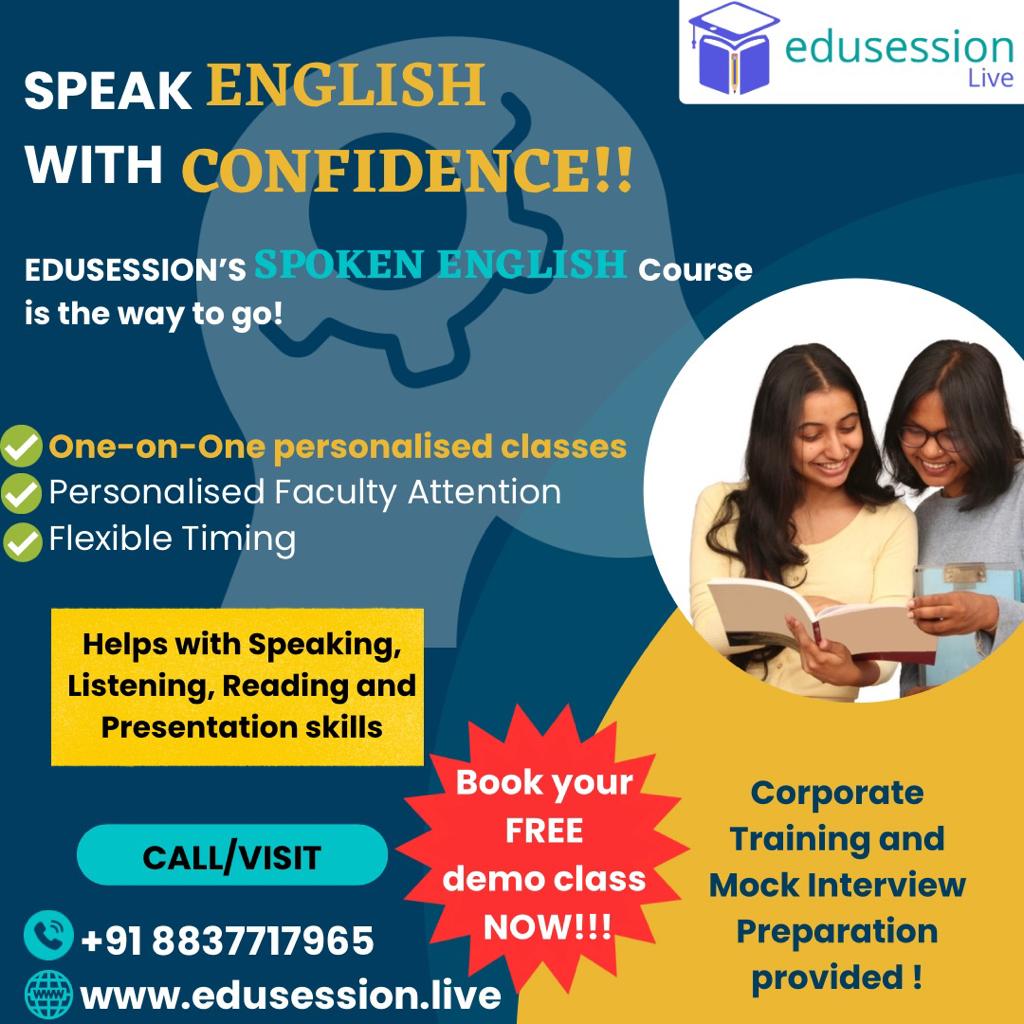 edusession
Live
SPEAK ENGLISH
WITH CONFIDENCE!!
EDUSESSION'S SPOKEN ENGLISH Course
is the way to go!
One-on-One personalised classes
Personalised Faculty Attention
Flexible Timing
Helps with Speaking,
Listening, Reading and
Presentation skills
Book your
FREE
demo class
NOW!!!
Corporate
Training and
Mock Interview
Preparation
provided !
CALL/VISIT
+91 8837717965
www.edusession.live